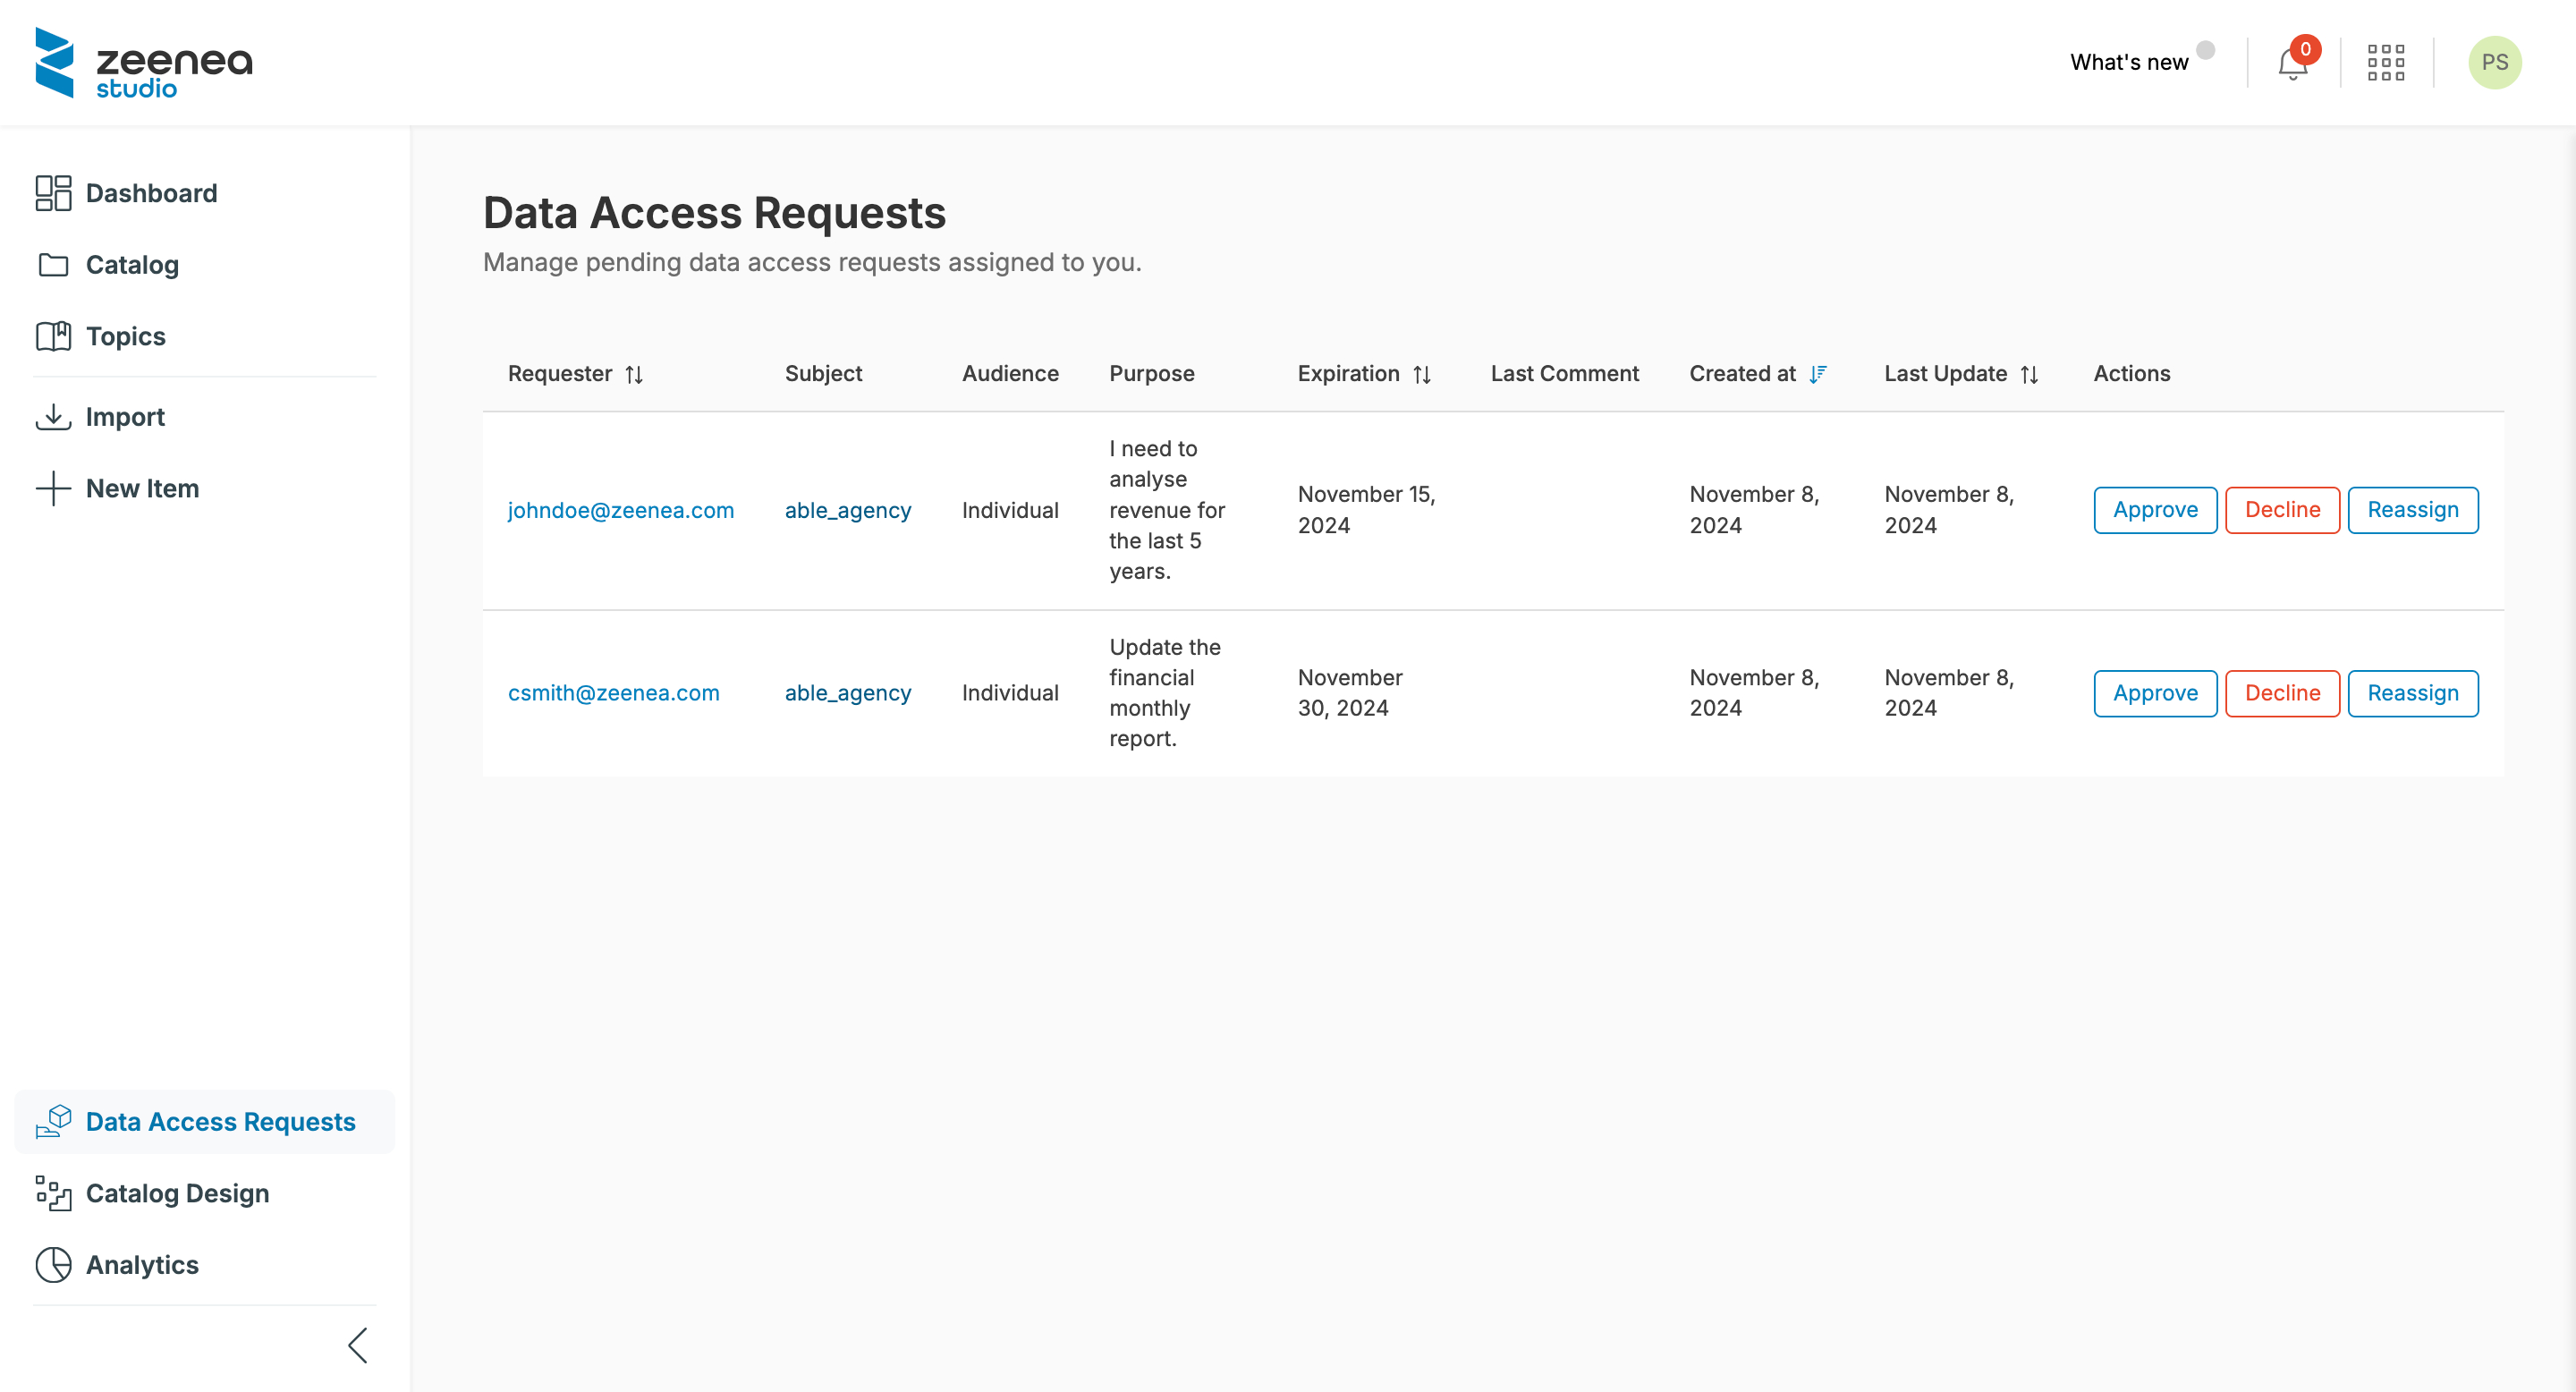 zeenea
studio
What's new
0
PS
Dashboard
Catalog
Topics
Import
New Item
Data Access Requests
Catalog Design
Analytics
Data Access Requests
Manage pending data access requests assigned to you.
Requester Subject Audience Purpose Expiration Last Comment Created at Last Update Actions
johndoe@zeenea.com
able_agency
Individual
I need to
analyse
revenue for
the last 5
years.
November 15,
2024
November 8,
2024
November 8,
2024
Approve Decline Reassign
csmith@zeenea.com
able_agency
Individual
Update the
financial
monthly
report.
November
30, 2024
November 8,
2024
November 8,
2024
Approve Decline Reassign